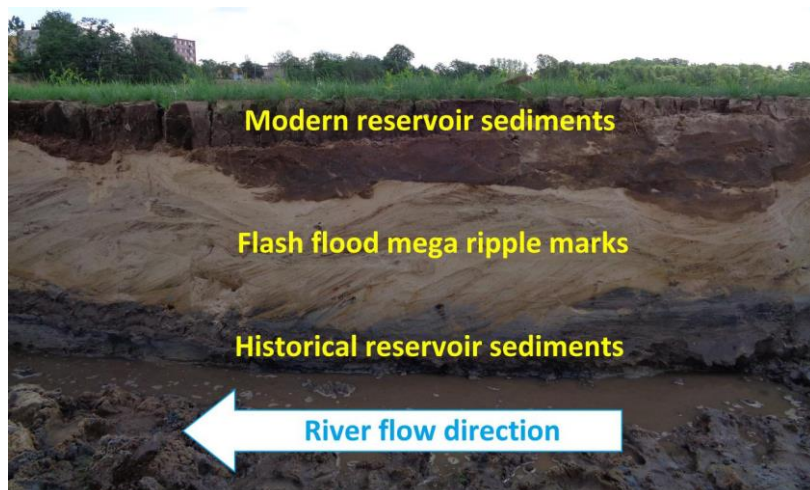 Modern reservoir sediments
Flash flood mega ripple marks
Historical reservoir sediments
River flow direction